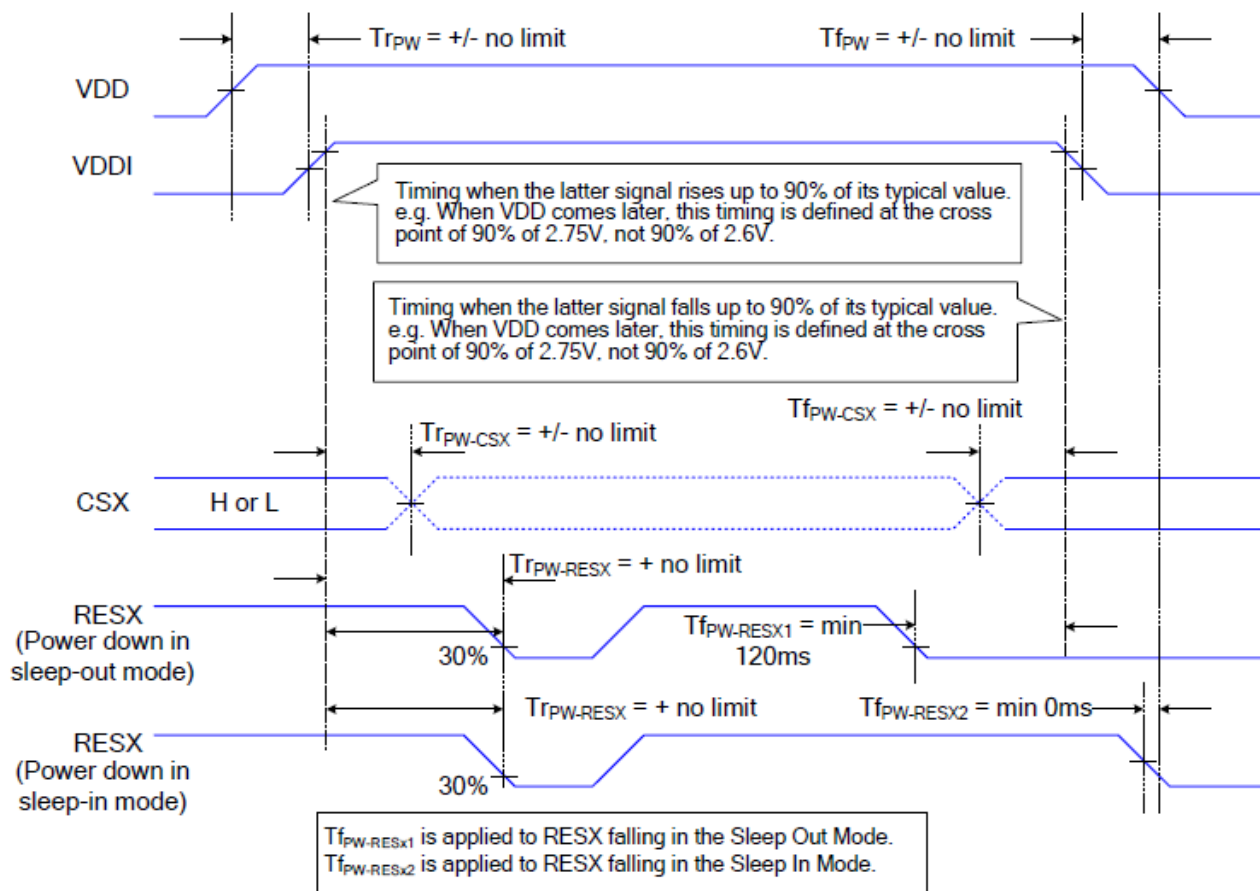 TrPW = +/- no limit
TfPW = +/- no limit
VDD
VDDI
Timing when the latter signal rises up to 90% of its typical value.
e.g. When VDD comes later, this timing is defined at the cross
point of 90% of 2.75V, not 90% of 2.6V.
Timing when the latter signal falls up to 90% of its typical value.
e.g. When VDD comes later, this timing is defined at the cross
point of 90% of 2.75V, not 90% of 2.6V.
TfPW-CSX = +/- no limit
TrPW-CSX = +/- no limit
CSX
H or L
TrPW-RESX = + no limit
RESX
(Power down in
sleep-out mode)
30%
TfPW-RESX1 = min
120ms
TrPW-RESX = + no limit
TfPW-RESX2 = min 0ms
RESX
(Power down in
sleep-in mode)
30%
TfPW-RESx1 is applied to RESX falling in the Sleep Out Mode.
TfPW-RESx2 is applied to RESX falling in the Sleep In Mode.